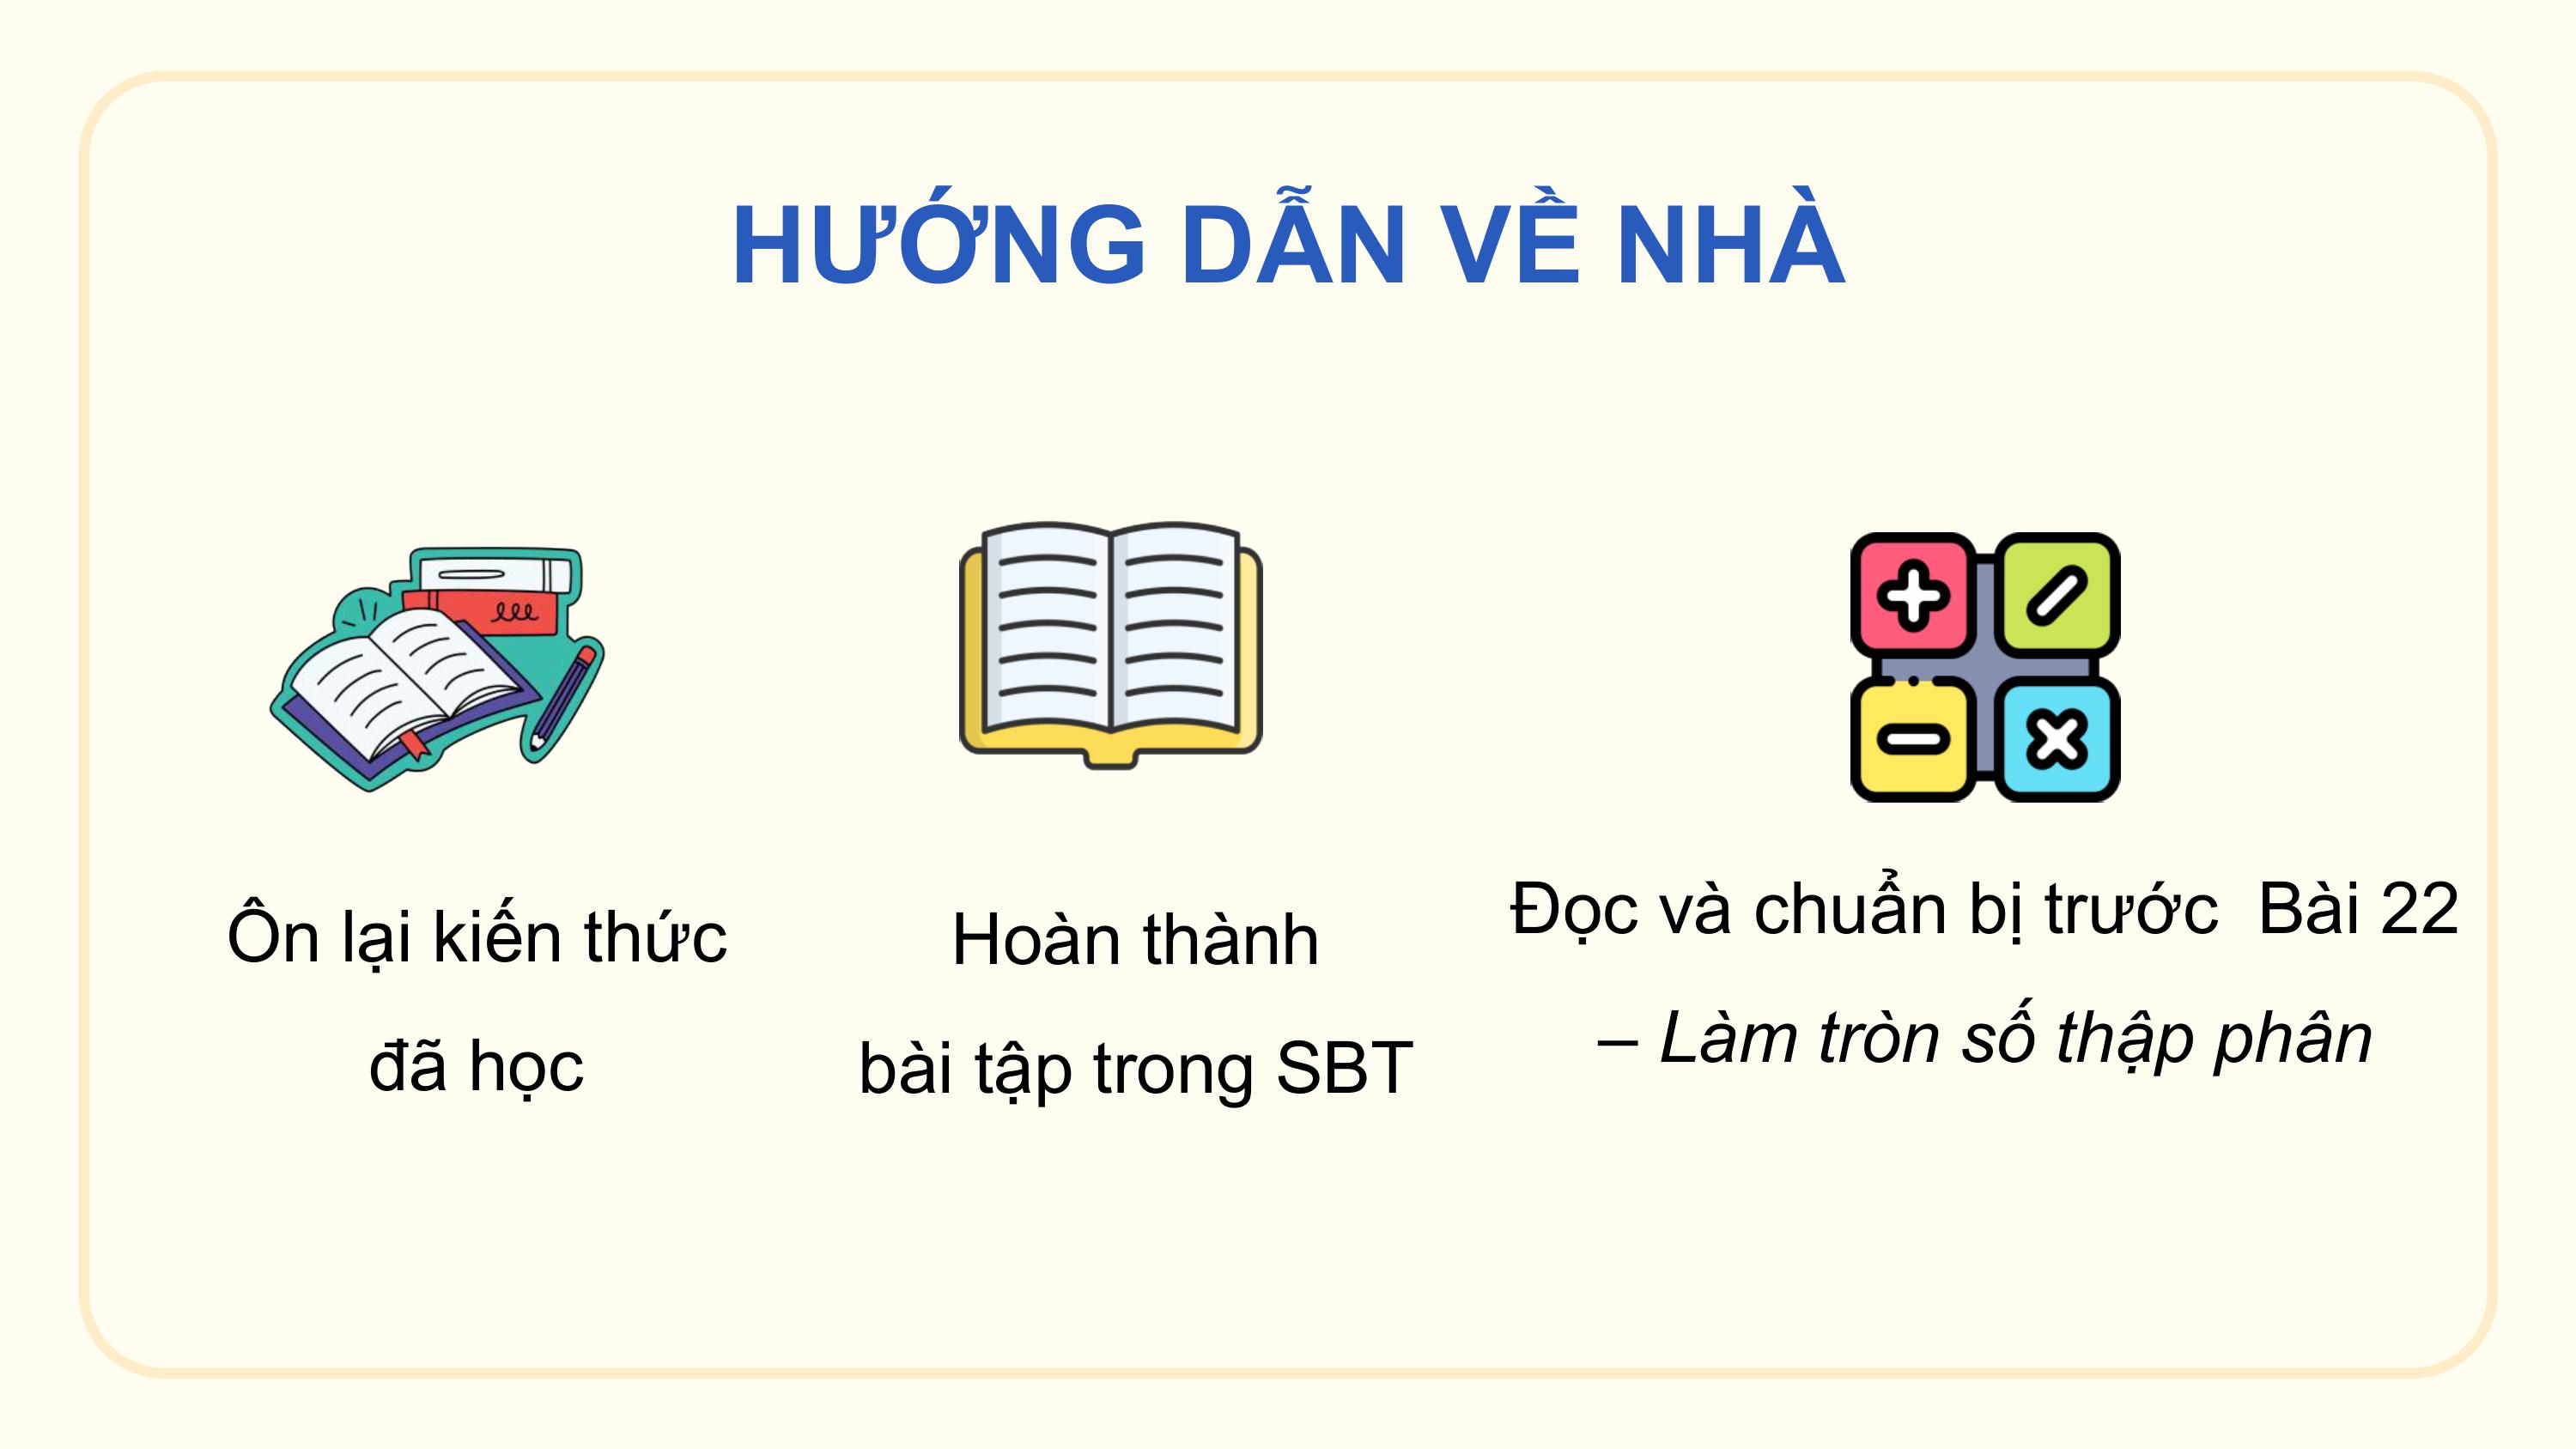 HƯỚNG DẪN VỀ NHÀ
Ôn lại kiến thức
đã học
Hoàn thành
bài tập trong SBT
Đọc và chuẩn bị trước  Bài 22
– Làm tròn số thập phân